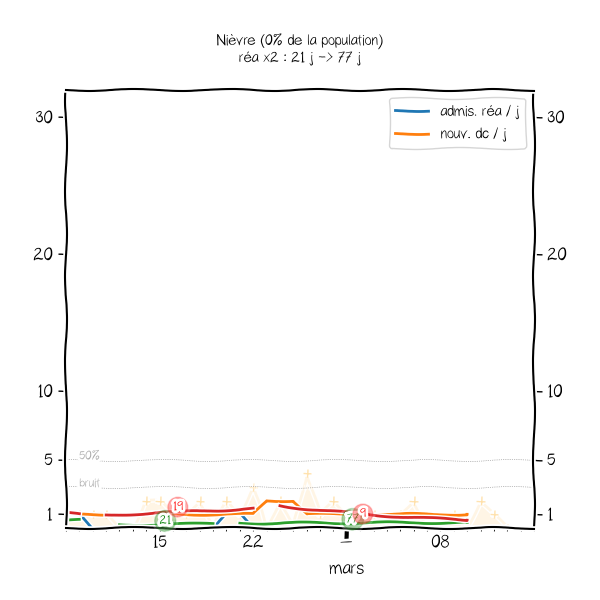 Nièvre (0% de la population)
réa x2 : 21 j -> 77 j
admis. réa / j
nouv. dc / j
30 30
20 20
10 10
5 50% 5
bruit
1 21 19 77 9 1
15 22 1 08
mars